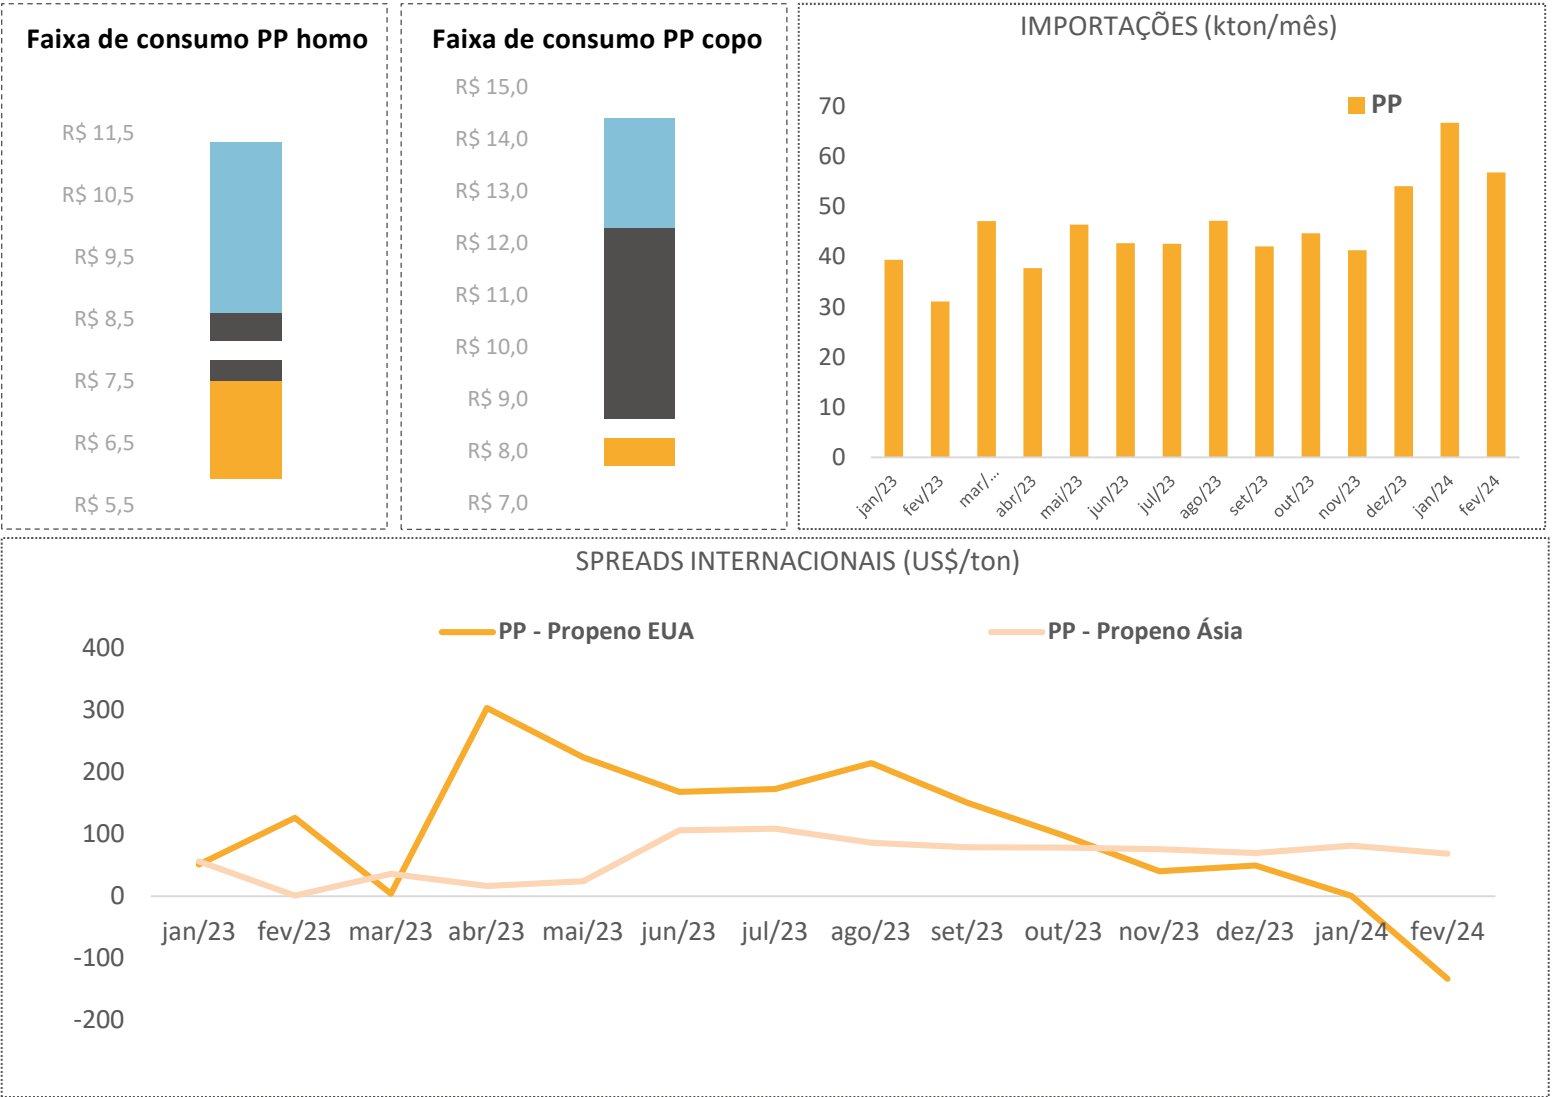 Faixa de consumo PP homo
R$ 11,5
R$ 10,5
R$ 9,5
R$ 8,5
R$ 7,5
R$ 6,5
R$ 5,5
Faixa de consumo PP copo
R$ 15,0
R$ 14,0
R$ 13,0
R$ 12,0
R$ 11,0
R$ 10,0
R$ 9,0
R$ 8,0
R$ 7,0
IMPORTAÇÕES (kton/mês)
PP
70
60
50
40
30
20
10
0
jan/23
fev/23
mar/...
abr/23
mai/23
jun/23
jul/23
ago/23
set/23
out/23
nov/23
dez/23
jan/24
fev/24
SPREADS INTERNACIONAIS (US$/ton)
PP - Propeno EUA
PP - Propeno Ásia
400
300
200
100
0
-100
-200
jan/23
fev/23
mar/23
abr/23
mai/23
jun/23
jul/23
ago/23
set/23
out/23
nov/23
dez/23
jan/24
fev/24